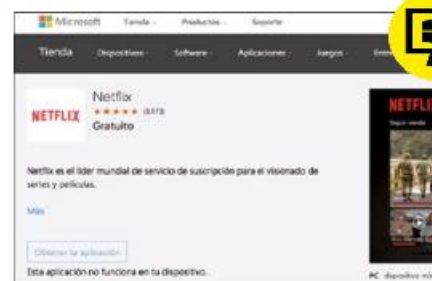 Microsoft Tienda Productos Soporte
Tienda Dispositivos Software Aplicaciones Juegos
NETFLIX
Netflix
Gratuito
Netflix es el líder mundial de servicio de suscripción para el visionado de
series y películas.
Más
Obtener la aplicación
Esta aplicación no funciona en tu dispositivo.
NETFLIX
PC